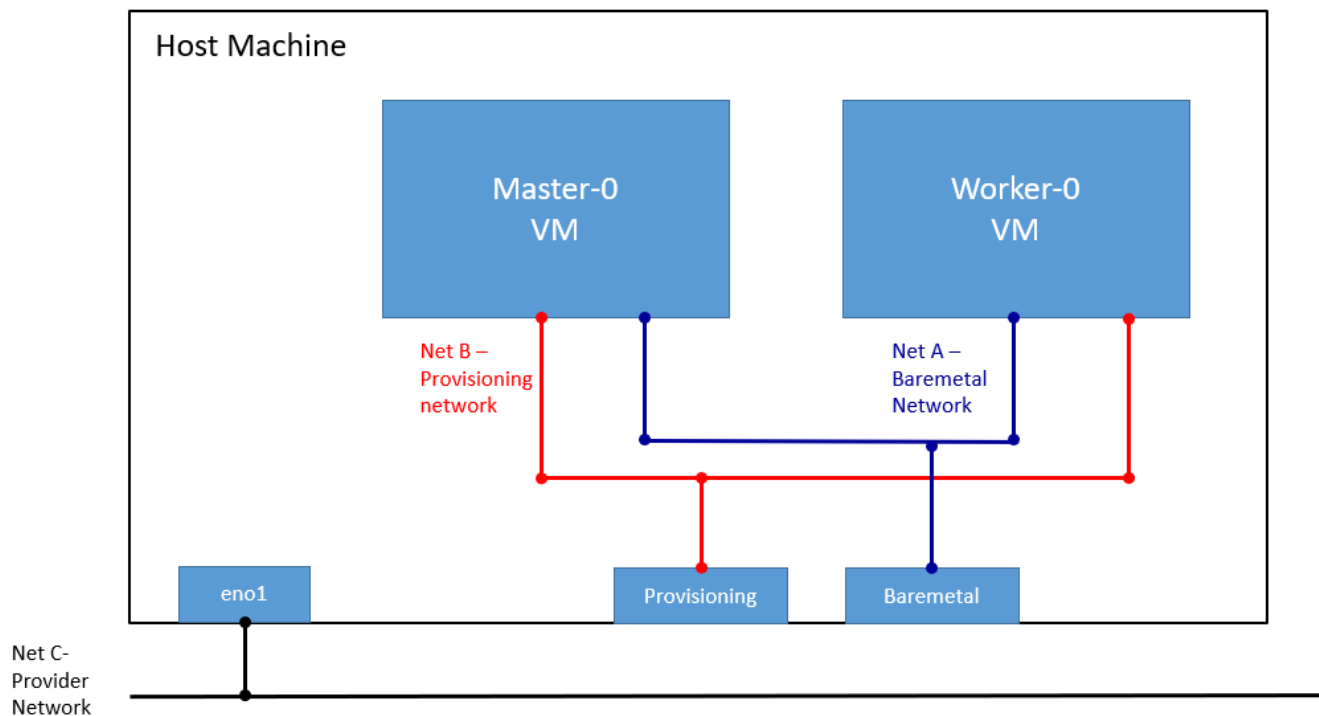 Host Machine
Master-0
VM
Worker-0
VM
Net B –
Provisioning
network
Net A –
Baremetal
Network
eno1
Provisioning
Baremetal
Net C-
Provider
Network